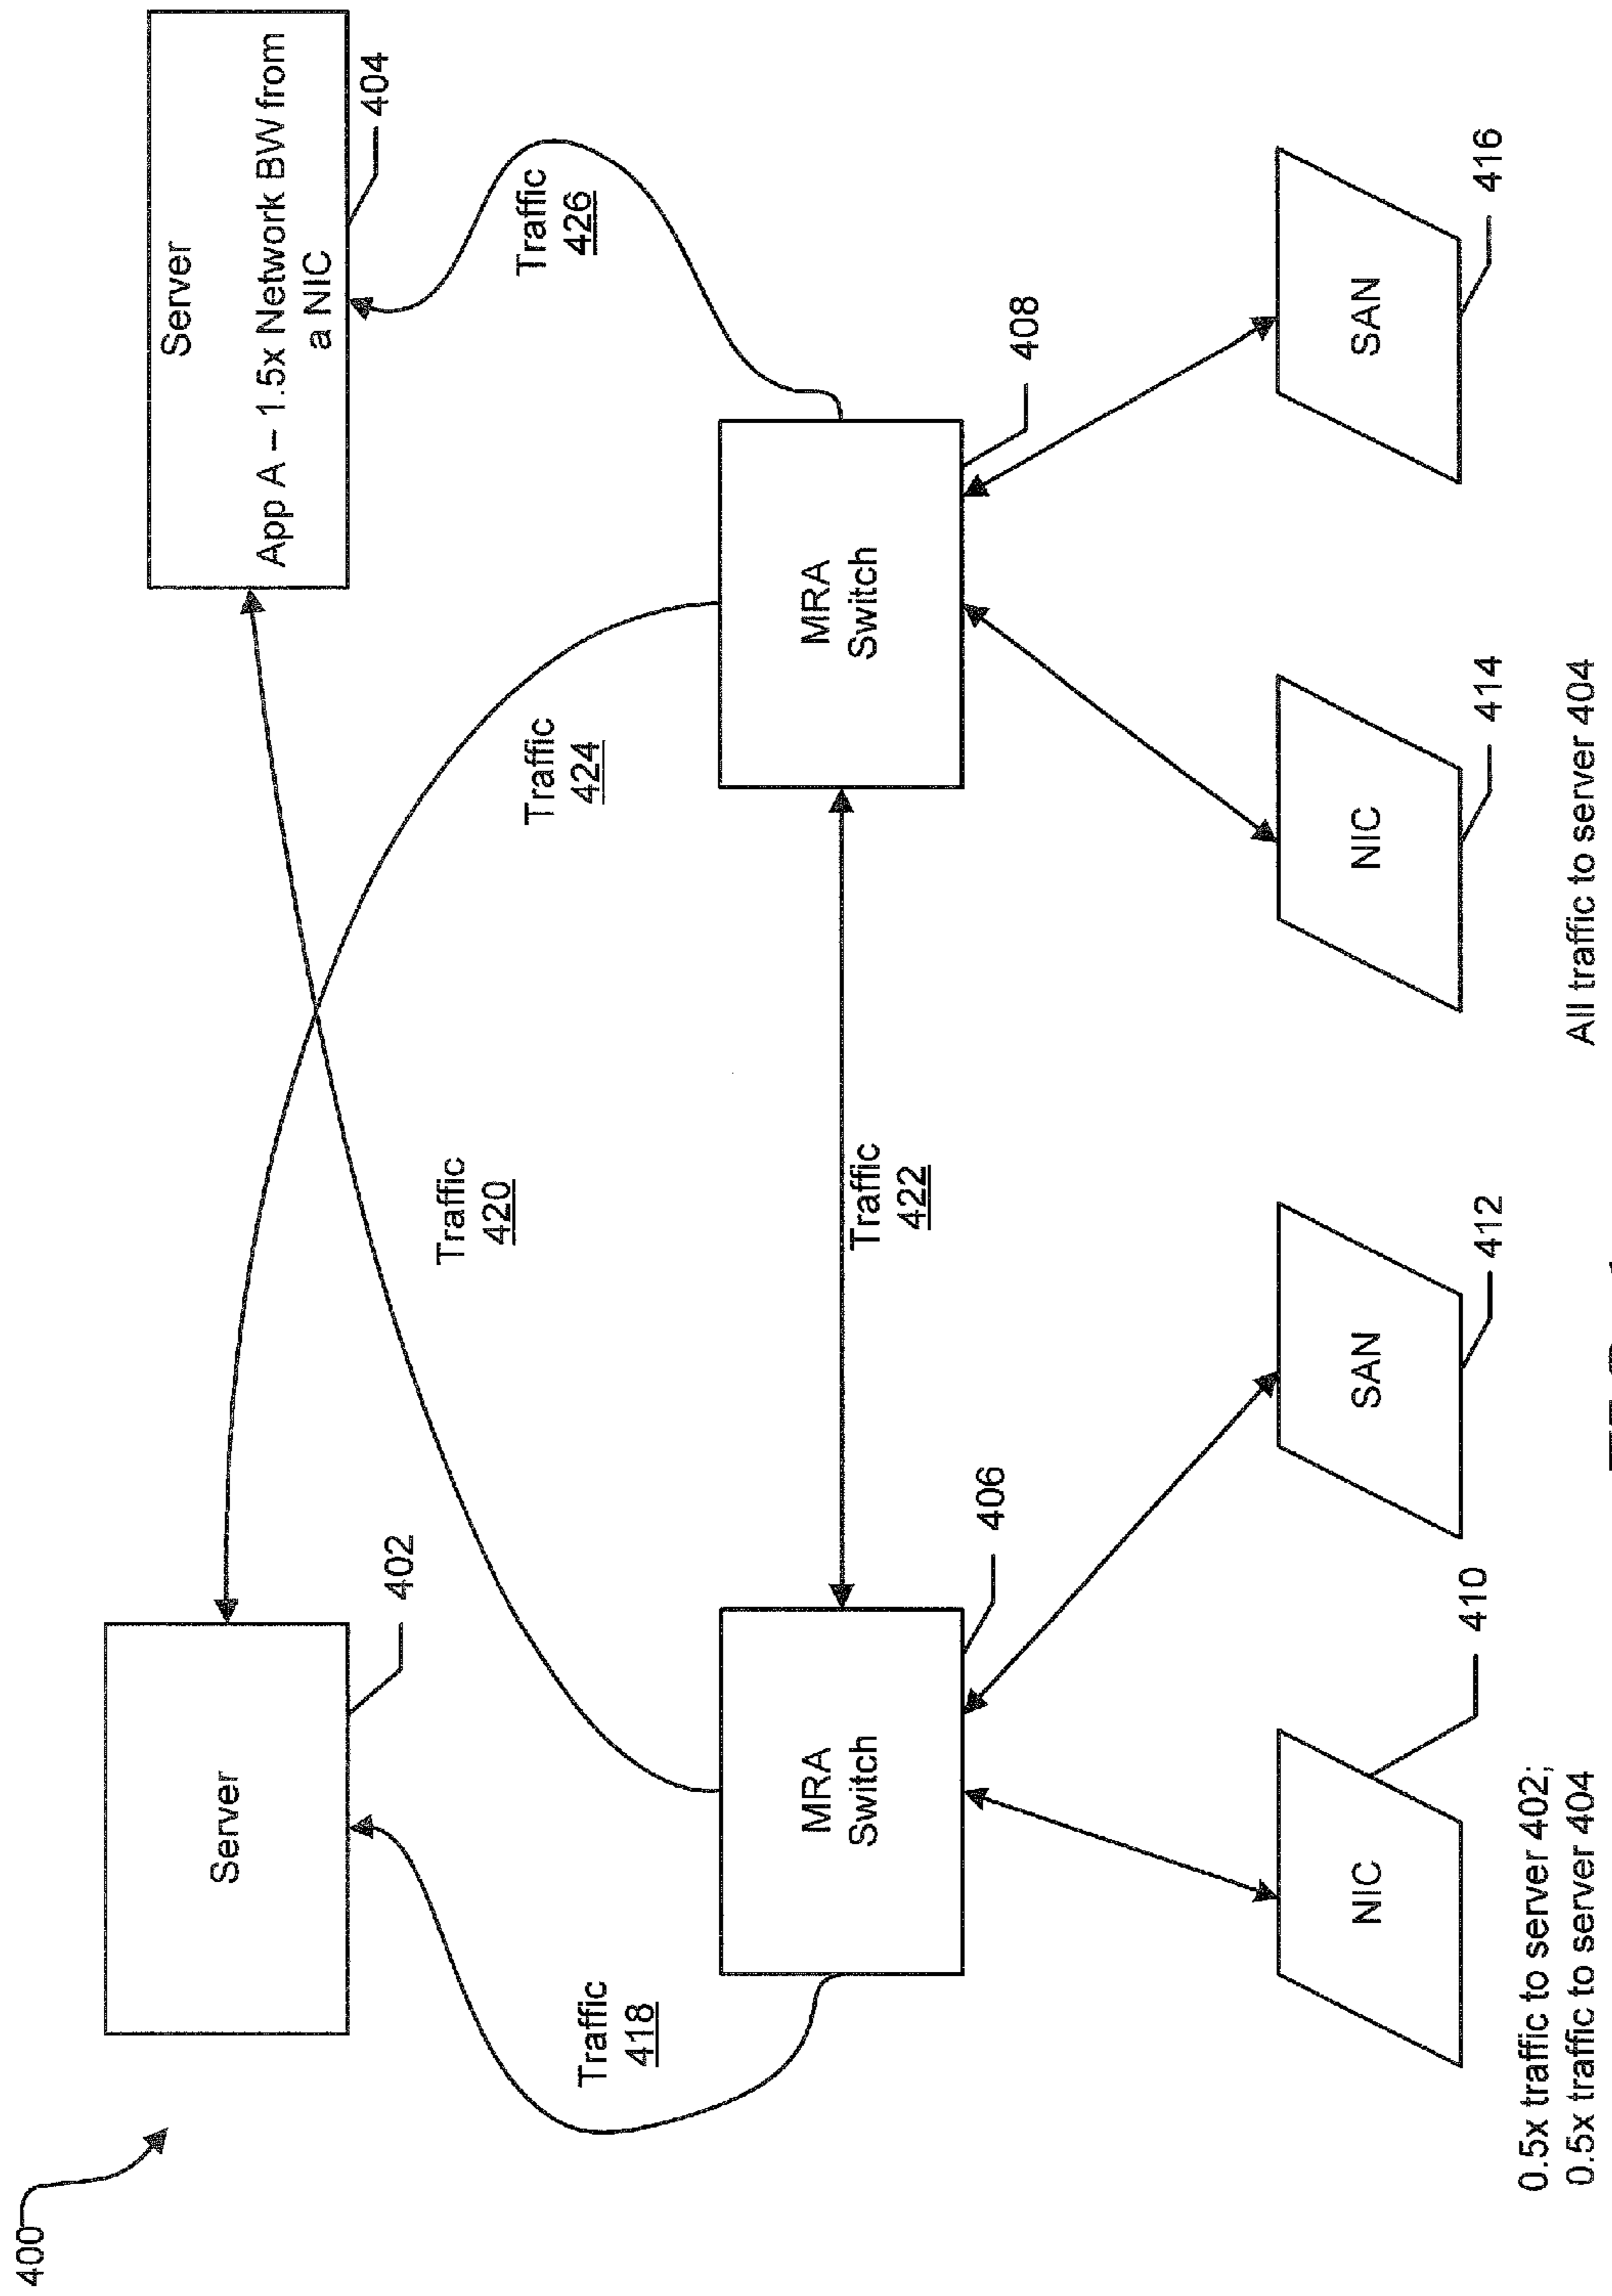 400
Server
402
Server
App A – 1.5x Network BW from
a NIC
404
Traffic
418
Traffic
420
Traffic
424
Traffic
426
MRA
Switch
406
Traffic
422
MRA
Switch
408
NIC
410
SAN
412
NIC
414
SAN
416
0.5x traffic to server 402;
0.5x traffic to server 404
All traffic to server 404